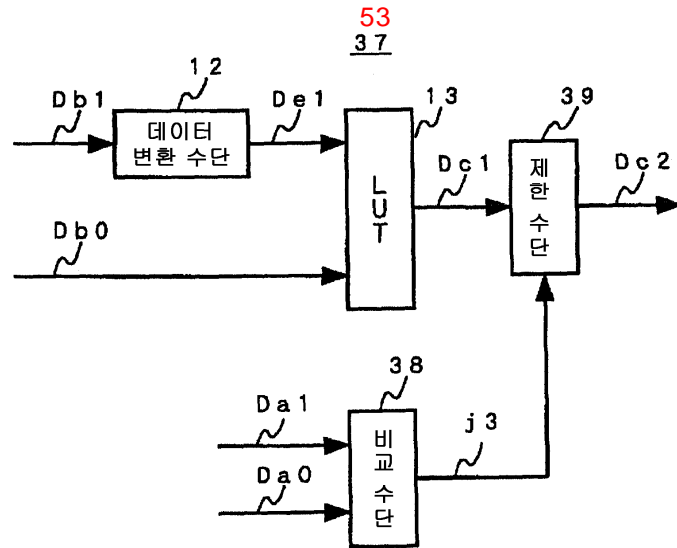 53
37
12
Db1
데이터
변환 수단
De1
13
39
LUT
Dc1
제한 수단
Dc2
Db0
38
Da1
비교 수단
j3
Da0